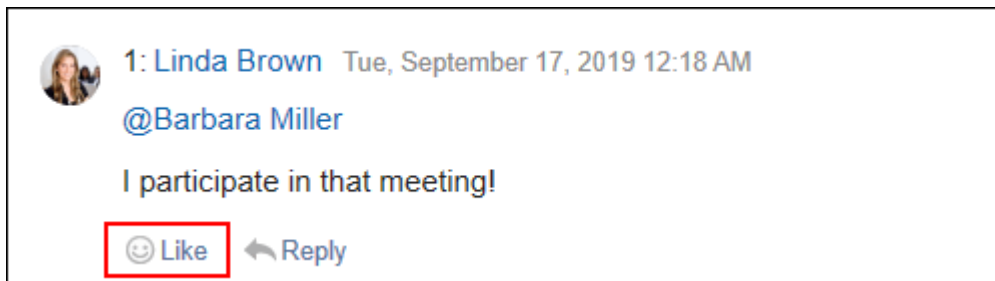 1: Linda Brown Tue, September 17, 2019 12:18 AM
@Barbara Miller
I participate in that meeting!
Like Reply